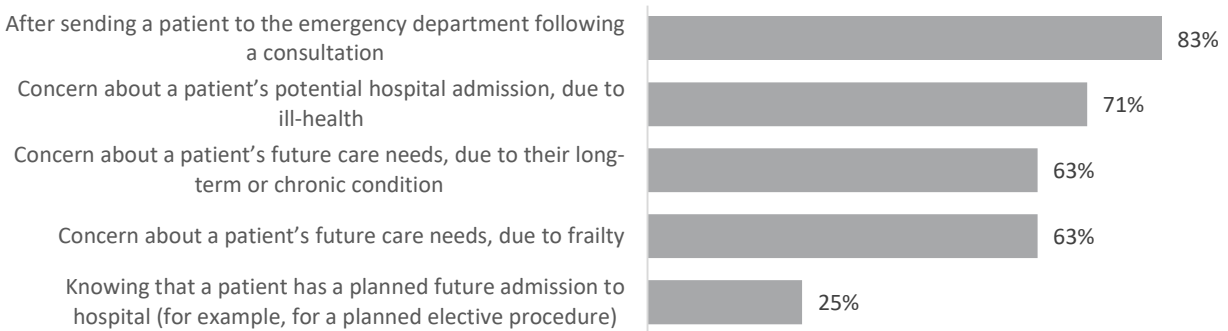 After sending a patient to the emergency department following
a consultation
83%
Concern about a patient’s potential hospital admission, due to
ill-health
71%
Concern about a patient’s future care needs, due to their long-
term or chronic condition
63%
Concern about a patient’s future care needs, due to frailty
63%
Knowing that a patient has a planned future admission to
hospital (for example, for a planned elective procedure)
25%